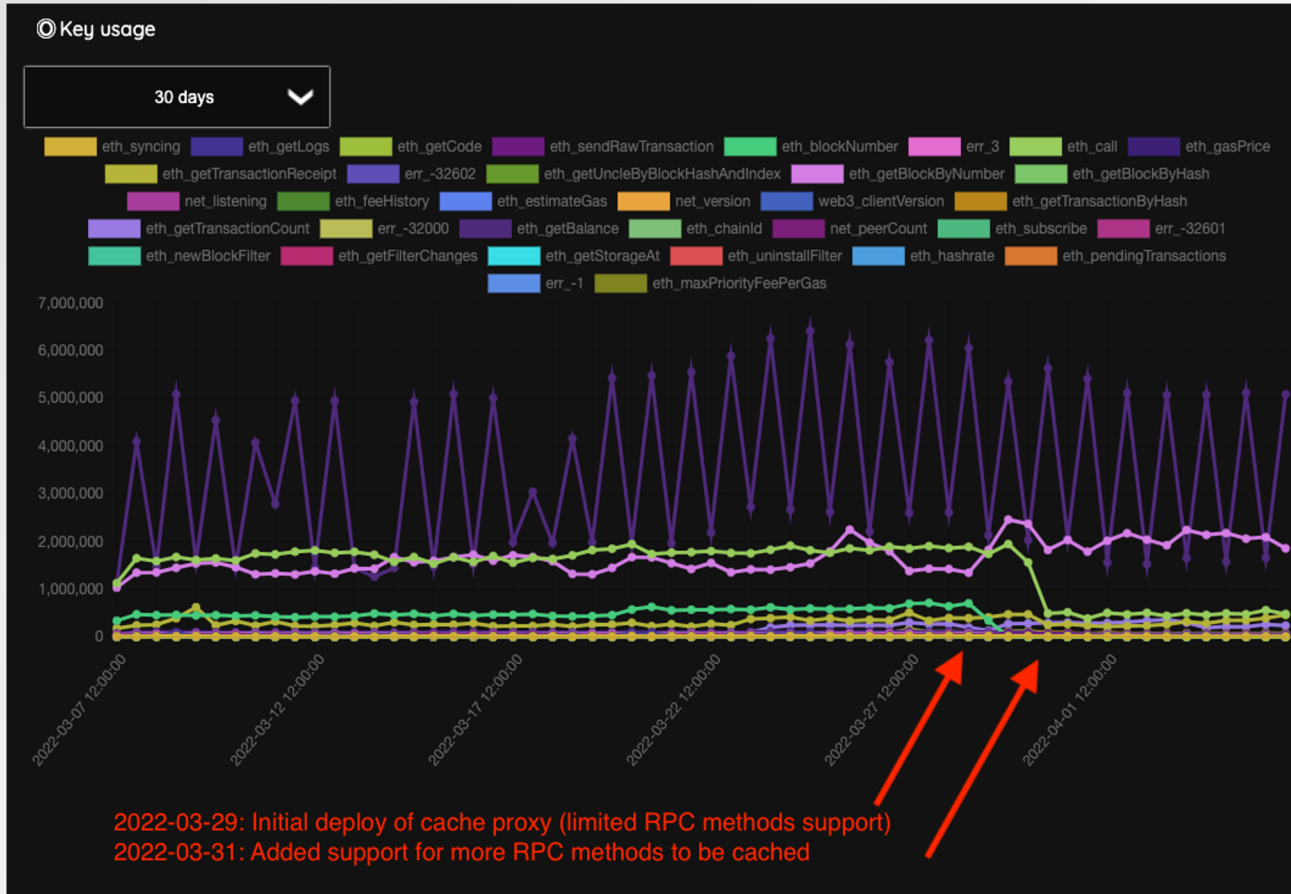 Key usage
30 days
eth_syncing eth_getLogs eth_getCode eth_sendRawTransaction eth_blockNumber err_3 eth_call eth_gasPrice
eth_getTransactionReceipt err_-32602 eth_getUncleByBlockHashAndIndex eth_getBlockByNumber eth_getBlockByHash
net_listening eth_feeHistory eth_estimateGas net_version web3_clientVersion eth_getTransactionByHash
eth_getTransactionCount err_-32000 eth_getBalance eth_chainId net_peerCount eth_subscribe err_-32601
eth_newBlockFilter eth_getFilterChanges eth_getStorageAt eth_uninstallFilter eth_hashrate eth_pendingTransactions
err_-1 eth_maxPriorityFeePerGas
7,000,000
6,000,000
5,000,000
4,000,000
3,000,000
2,000,000
1,000,000
0
2022-03-07 12:00:00
2022-03-12 12:00:00
2022-03-17 12:00:00
2022-03-22 12:00:00
2022-03-27 12:00:00
2022-04-01 12:00:00
2022-03-29: Initial deploy of cache proxy (limited RPC methods support)
2022-03-31: Added support for more RPC methods to be cached